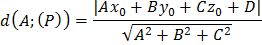 d(A;(P)) = |Ax₀ + By₀ + Cz₀ + D| / √(A² + B² + C²)